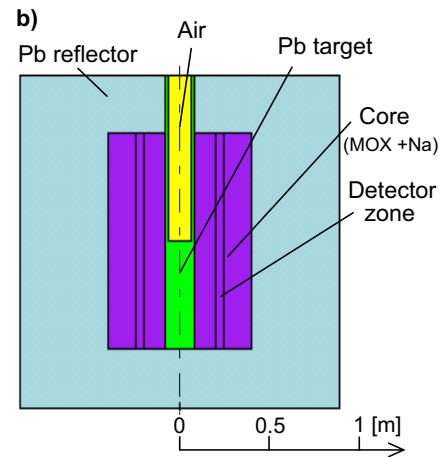 b)
Air
Pb reflector
Pb target
Core
(MOX +Na)
Detector
zone
0 0.5 1 [m]